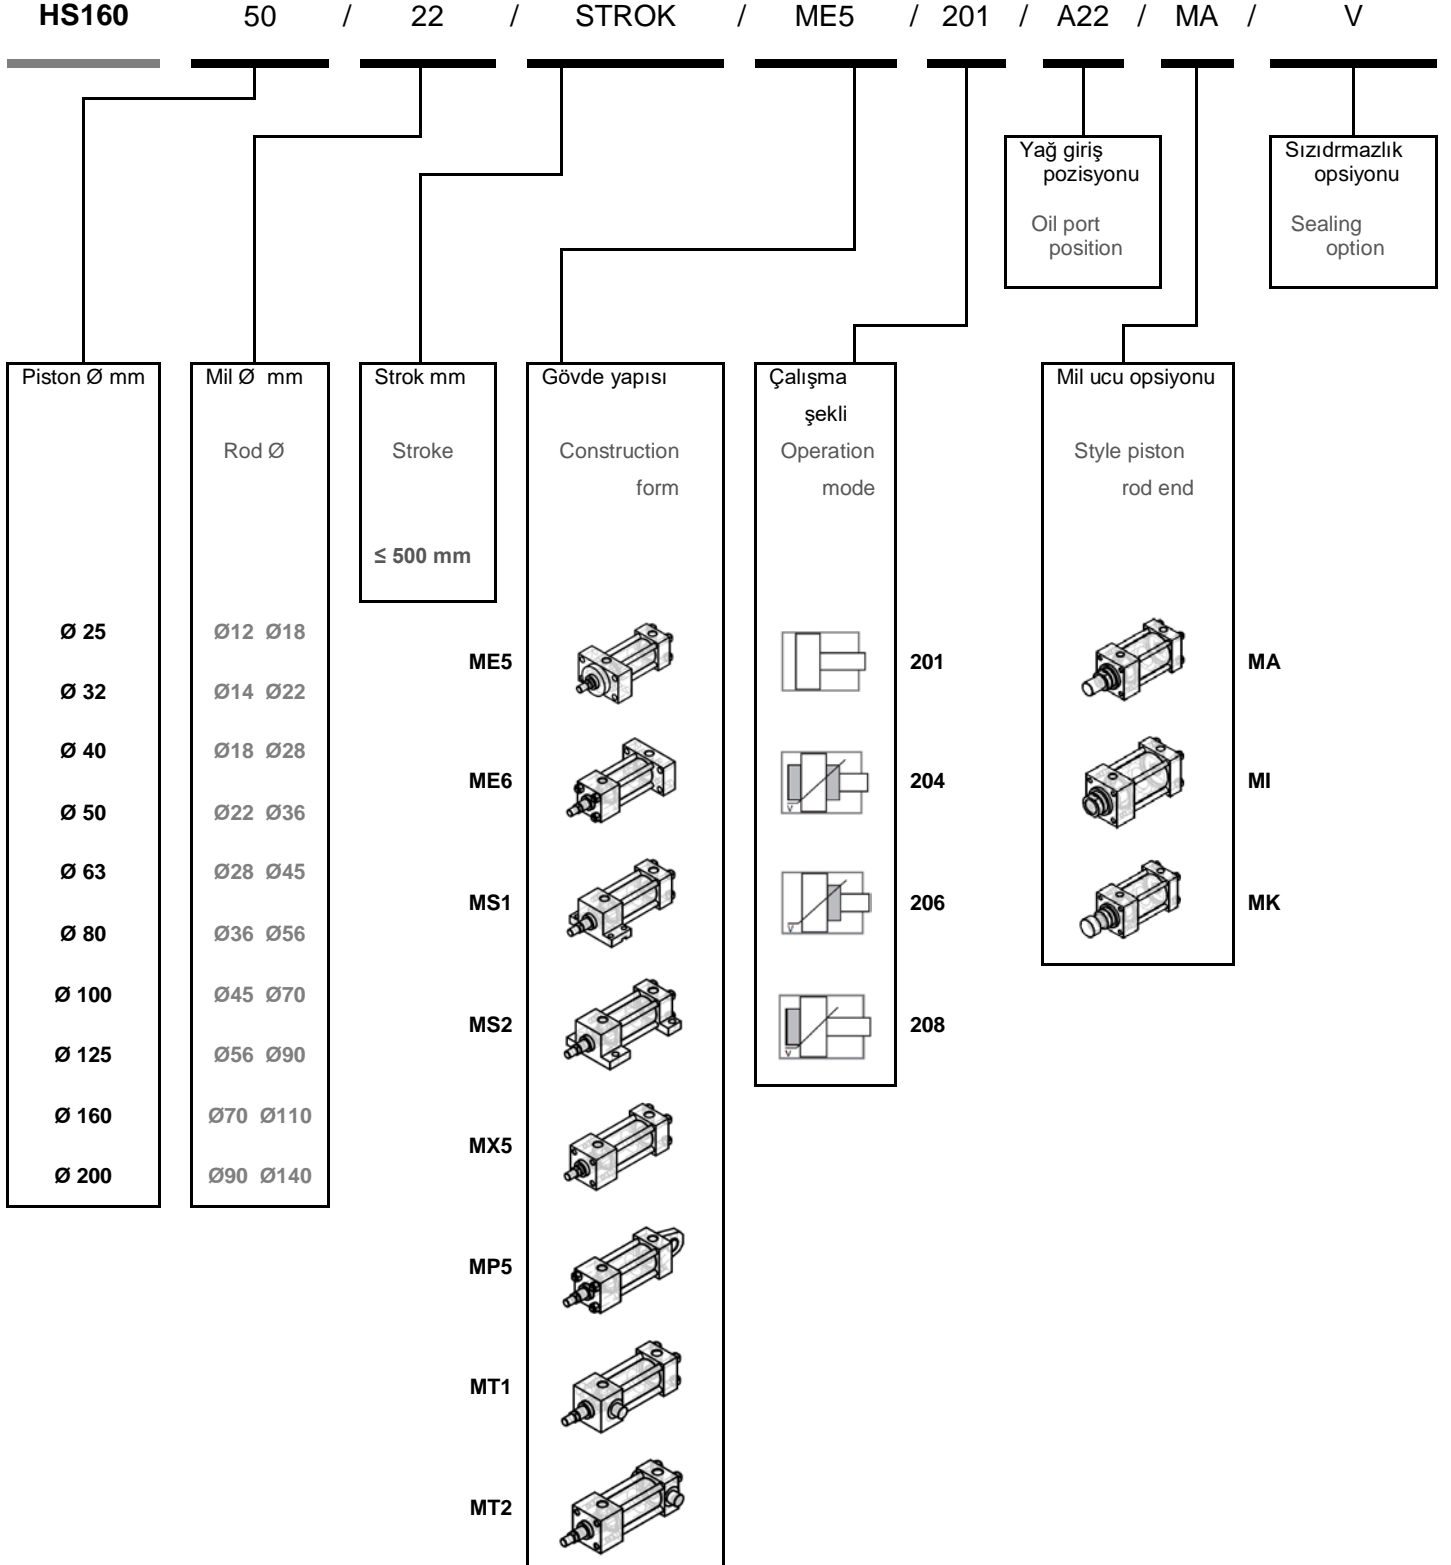 HS160 50 / 22 / STROK / ME5 / 201 / A22 / MA / V
Yağ giriş
pozisyonu
Oil port
position
Sızıdrmazlık
opsiyonu
Sealing
option
Piston Ø mm
Ø 25
Ø 32
Ø 40
Ø 50
Ø 63
Ø 80
Ø 100
Ø 125
Ø 160
Ø 200
Mil Ø mm
Rod Ø
Ø12 Ø18
Ø14 Ø22
Ø18 Ø28
Ø22 Ø36
Ø28 Ø45
Ø36 Ø56
Ø45 Ø70
Ø56 Ø90
Ø70 Ø110
Ø90 Ø140
Strok mm
Stroke
≤ 500 mm
Gövde yapısı
Construction
form
ME5
ME6
MS1
MS2
MX5
MP5
MT1
MT2
Çalışma
şekli
Operation
mode
201
V
204
V
206
V
208
Mil ucu opsiyonu
Style piston
rod end
MA
MI
MK